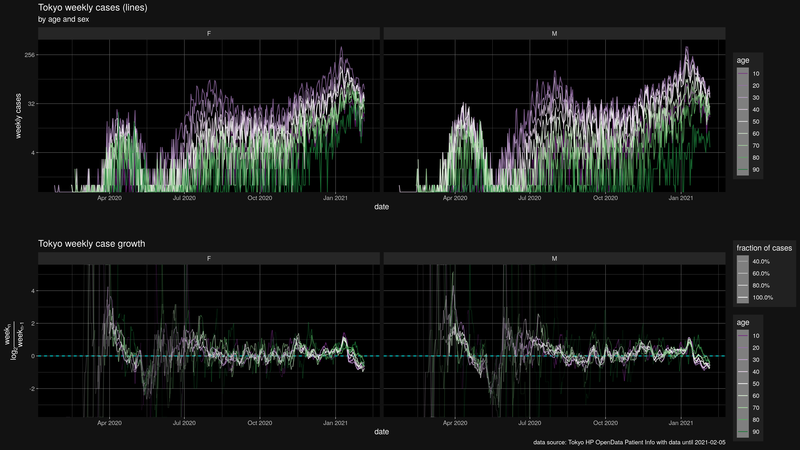 Tokyo weekly cases (lines)
by age and sex
F
M
256
32
4
weekly cases
Apr 2020
Jul 2020
Oct 2020
Jan 2021
Apr 2020
Jul 2020
Oct 2020
Jan 2021
date
age
10
20
30
40
50
60
70
80
90
Tokyo weekly case growth
F
M
4
2
0
-2
log₂ weekₙ / weekₙ₋₁
Apr 2020
Jul 2020
Oct 2020
Jan 2021
Apr 2020
Jul 2020
Oct 2020
Jan 2021
date
fraction of cases
40.0%
60.0%
80.0%
100.0%
age
10
20
30
40
50
60
70
80
90
data source: Tokyo HP OpenData Patient Info with data until 2021-02-05